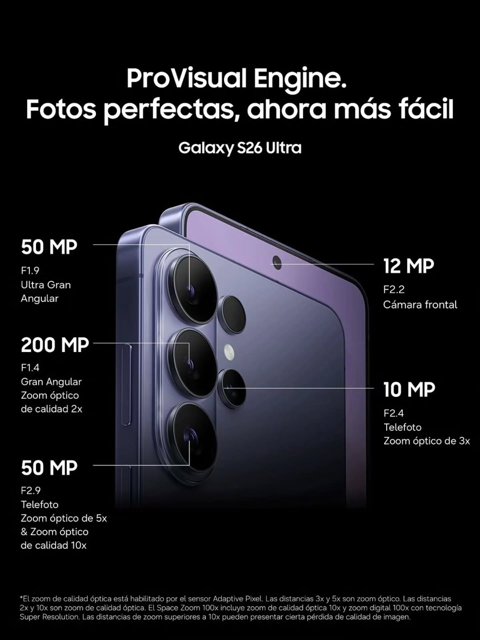 ProVisual Engine.
Fotos perfectas, ahora más fácil
Galaxy S26 Ultra
50 MP
F1.9
Ultra Gran
Angular
200 MP
F1.4
Gran Angular
Zoom óptico
de calidad 2x
50 MP
F2.9
Telefoto
Zoom óptico de 5x
& Zoom óptico
de calidad 10x
12 MP
F2.2
Cámara frontal
10 MP
F2.4
Telefoto
Zoom óptico de 3x
*El zoom de calidad óptica está habilitado por el sensor Adaptive Pixel. Las distancias 3x y 5x son zoom óptico. Las distancias
2x y 10x son zoom de calidad óptica. El Space Zoom 100x incluye zoom de calidad óptica 10x y zoom digital 100x con tecnología
Super Resolution. Las distancias de zoom superiores a 10x pueden presentar cierta pérdida de calidad de imagen.